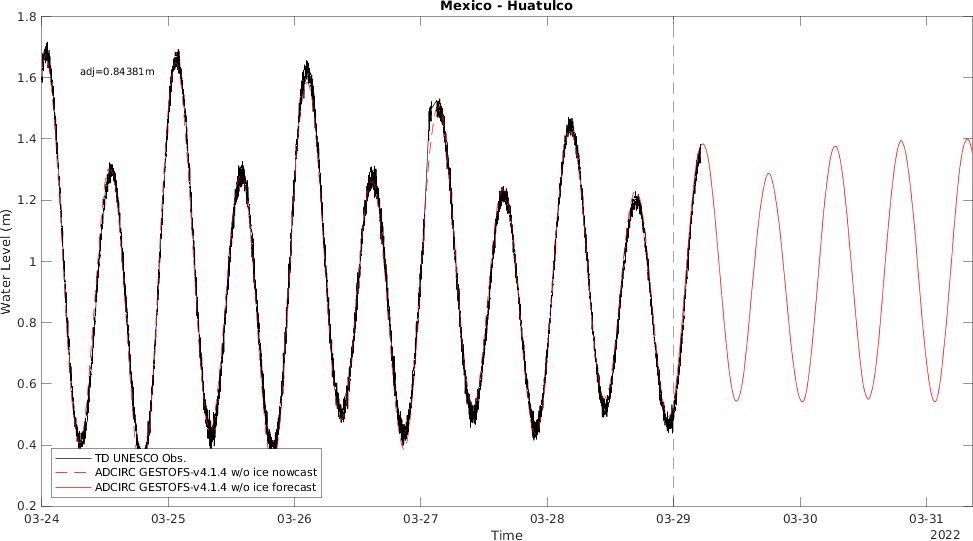 Mexico - Huatulco
1.8
1.6
1.4
1.2
1
0.8
0.6
0.4
0.2
Water Level (m)
adj=0.84381m
TD UNESCO Obs.
ADCIRC GESTOFS-v4.1.4 w/o ice nowcast
ADCIRC GESTOFS-v4.1.4 w/o ice forecast
03-24 03-25 03-26 03-27 03-28 03-29 03-30 03-31
Time
2022